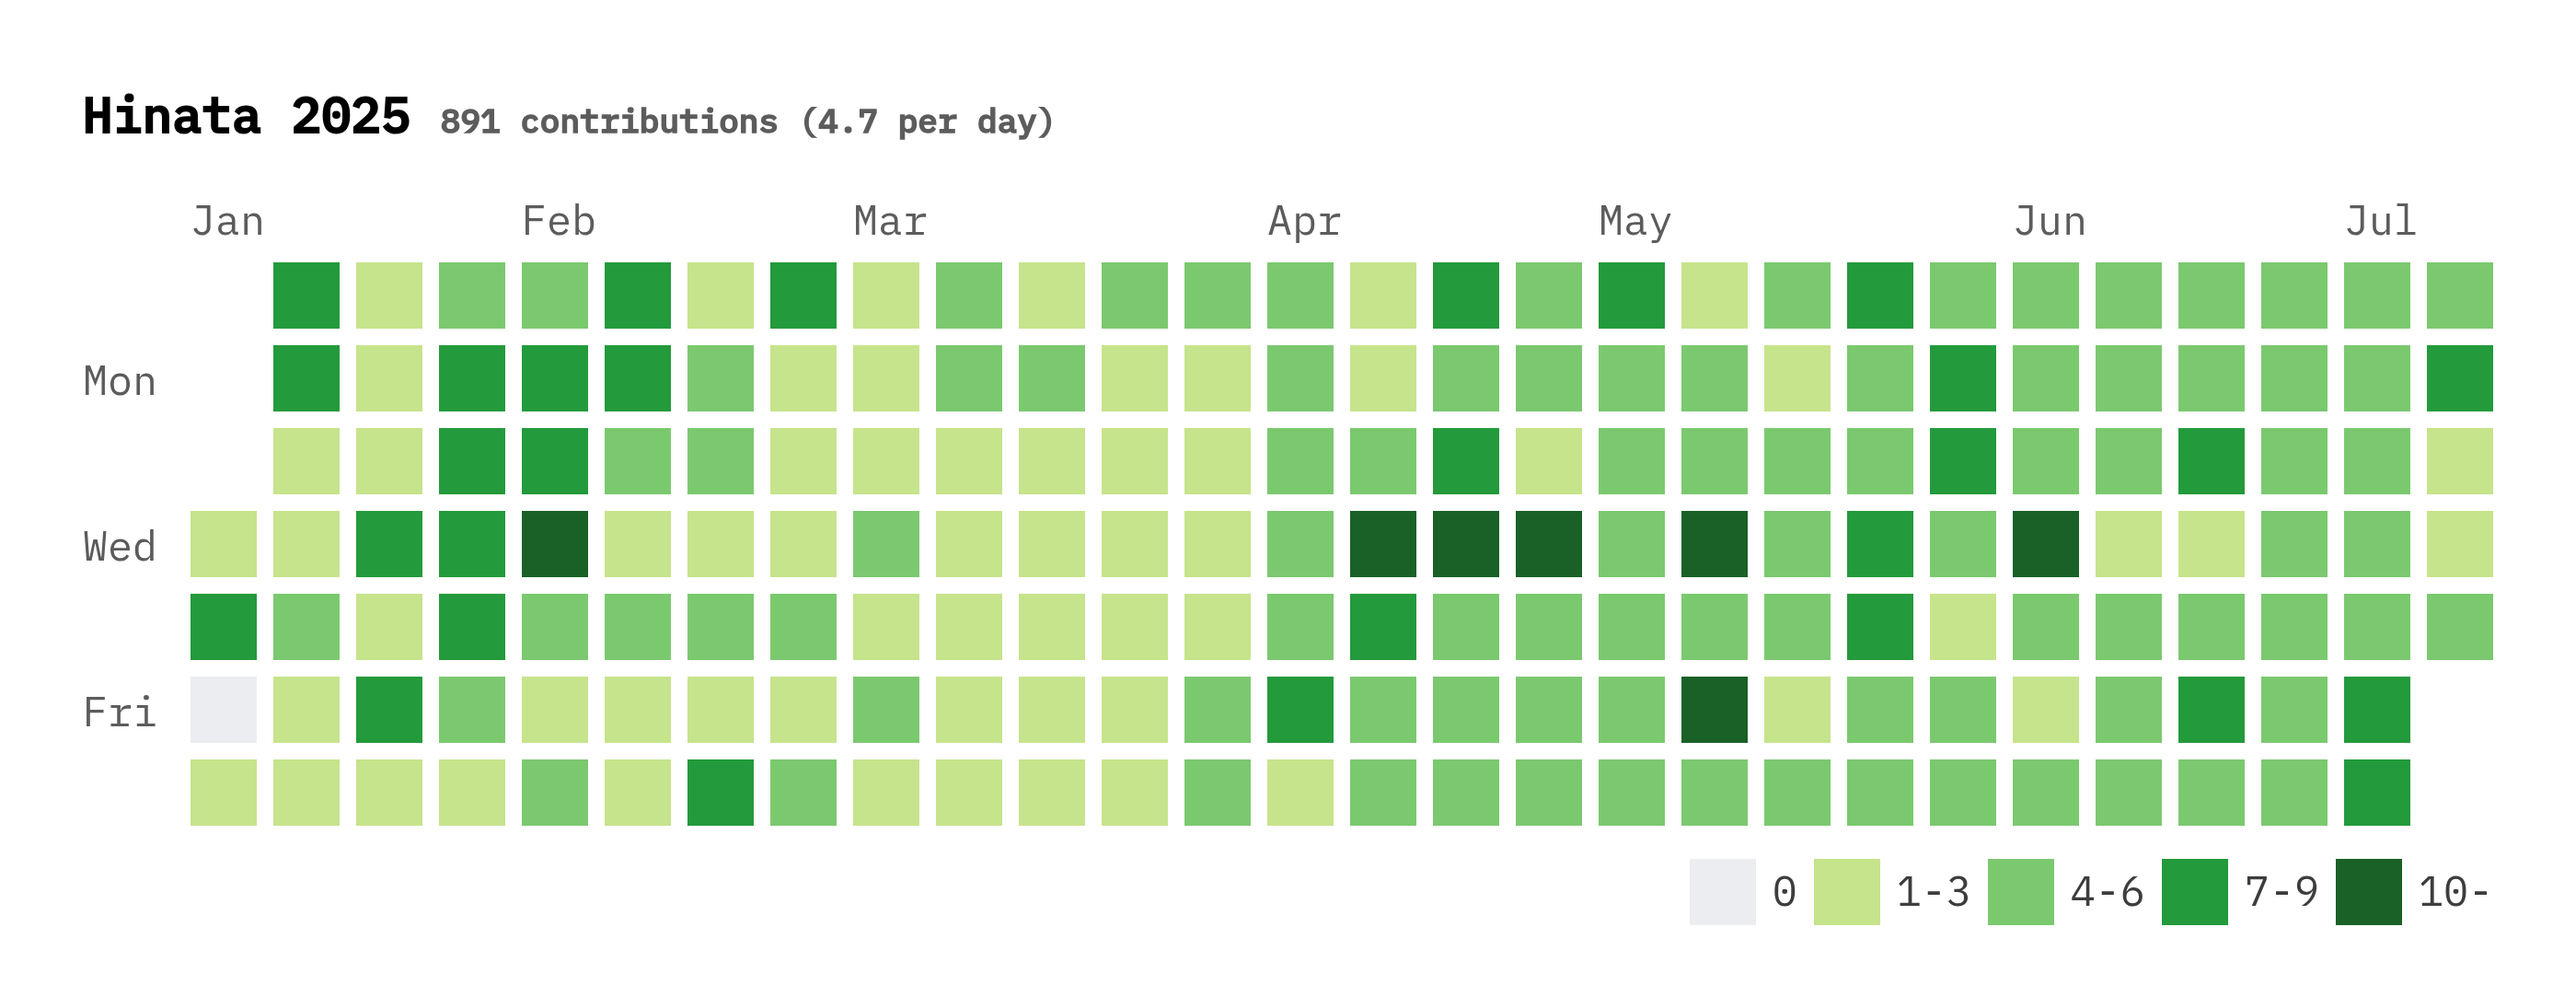 Hinata 2025 891 contributions (4.7 per day)
Jan Feb Mar Apr May Jun Jul
Mon
Wed
Fri
0 1-3 4-6 7-9 10-